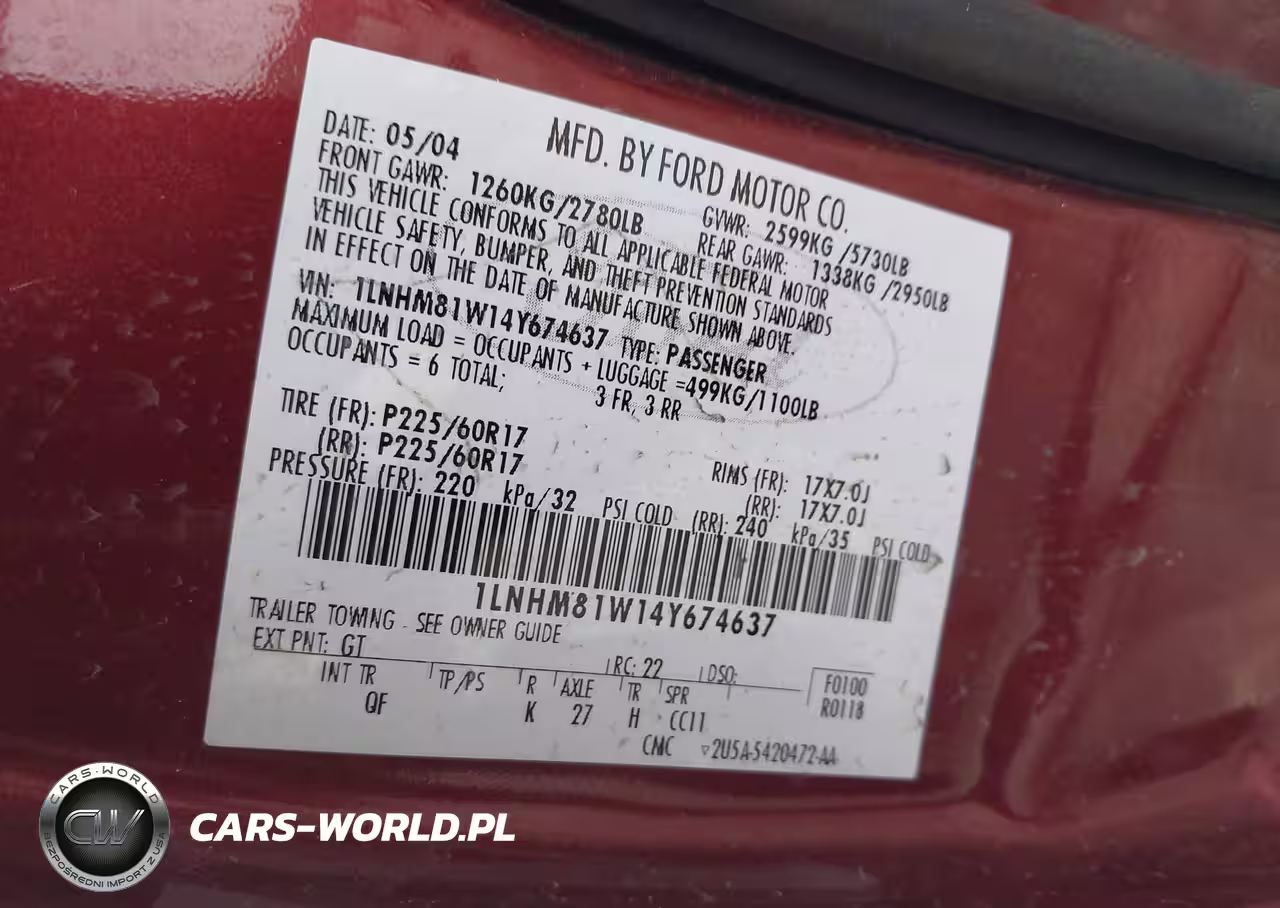 MFD. BY FORD MOTOR CO.
DATE: 05/04 GVWR: 2599KG /5730LB
FRONT GAWR: 1260KG/2780LB REAR GAWR: 1338KG /2950LB
THIS VEHICLE CONFORMS TO ALL APPLICABLE FEDERAL MOTOR
VEHICLE SAFETY, BUMPER, AND THEFT PREVENTION STANDARDS
IN EFFECT ON THE DATE OF MANUFACTURE SHOWN ABOVE.
VIN: 1LNHM81W14Y674637 TYPE: PASSENGER
MAXIMUM LOAD = OCCUPANTS + LUGGAGE =499KG/1100LB
OCCUPANTS = 6 TOTAL; 3 FR, 3 RR
TIRE (FR): P225/60R17 RIMS (FR): 17X7.0J
(RR): P225/60R17 (RR): 17X7.0J
PRESSURE (FR): 220 kPa/32 PSI COLD (RR): 240 kPa/35 PSI COLD
1LNHM81W14Y674637
TRAILER TOWING - SEE OWNER GUIDE
EXT PNT: GT RC: 22 DSO:
INT TR TP/PS R AXLE TR SPR F0100
QF K 27 H CC11 R0118
CMC ▽2U5A-5420472-AA
CARS-WORLD
CW
BEZPOŚREDNI IMPORT Z USA
CARS-WORLD.PL